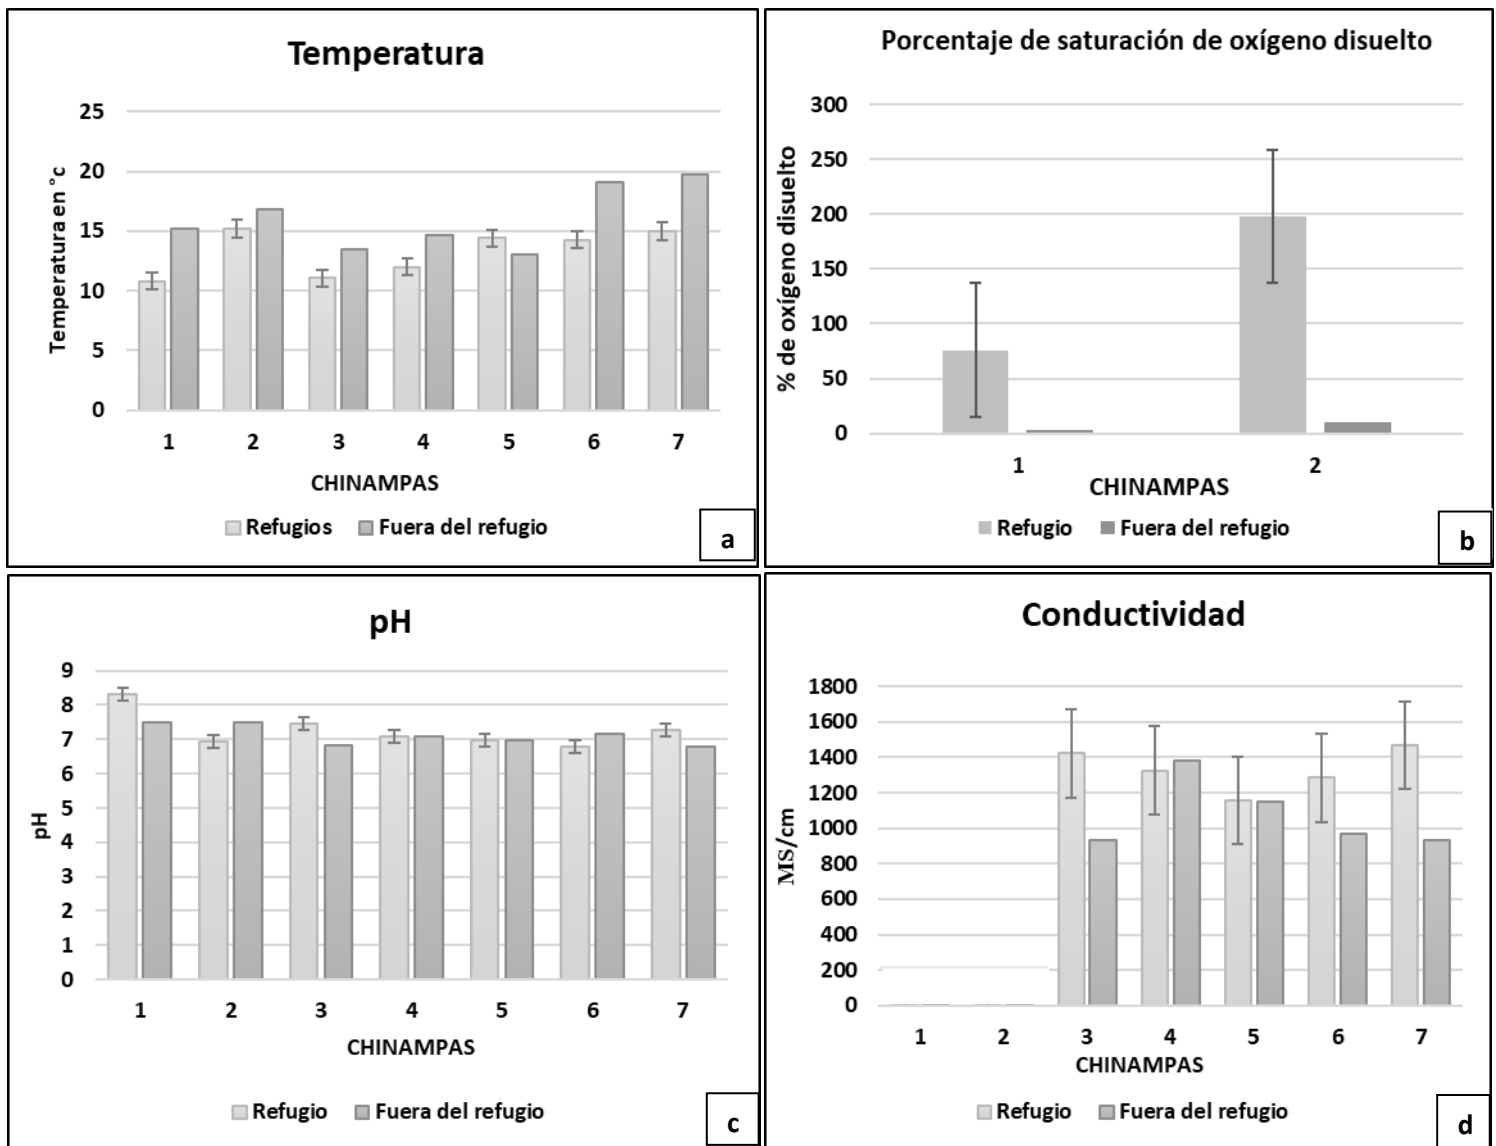 Temperatura
Temperatura en °c
25
20
15
10
5
0
1 2 3 4 5 6 7
CHINAMPAS
Refugios Fuera del refugio
a
Porcentaje de saturación de oxígeno disuelto
% de oxígeno disuelto
300
250
200
150
100
50
0
1 2
CHINAMPAS
Refugio Fuera del refugio
b
pH
pH
9
8
7
6
5
4
3
2
1
0
1 2 3 4 5 6 7
CHINAMPAS
Refugio Fuera del refugio
c
Conductividad
MS/cm
1800
1600
1400
1200
1000
800
600
400
200
0
1 2 3 4 5 6 7
CHINAMPAS
Refugio Fuera del refugio
d